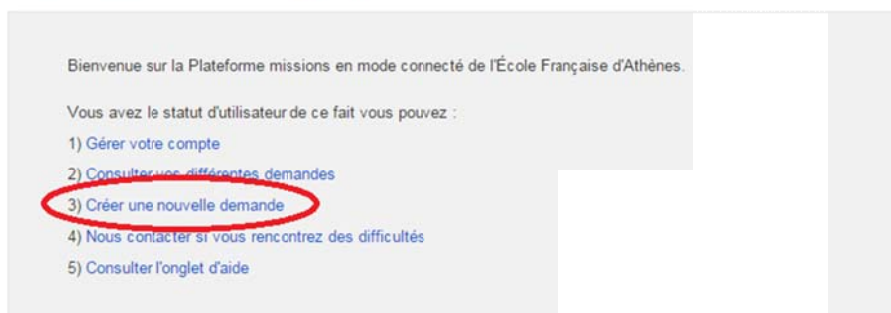 Bienvenue sur la Plateforme missions en mode connecté de l'École Française d'Athènes.
Vous avez le statut d'utilisateur de ce fait vous pouvez :
1) Gérer votre compte
2) Consulter vos différentes demandes
3) Créer une nouvelle demande
4) Nous contacter si vous rencontrez des difficultés
5) Consulter l'onglet d'aide